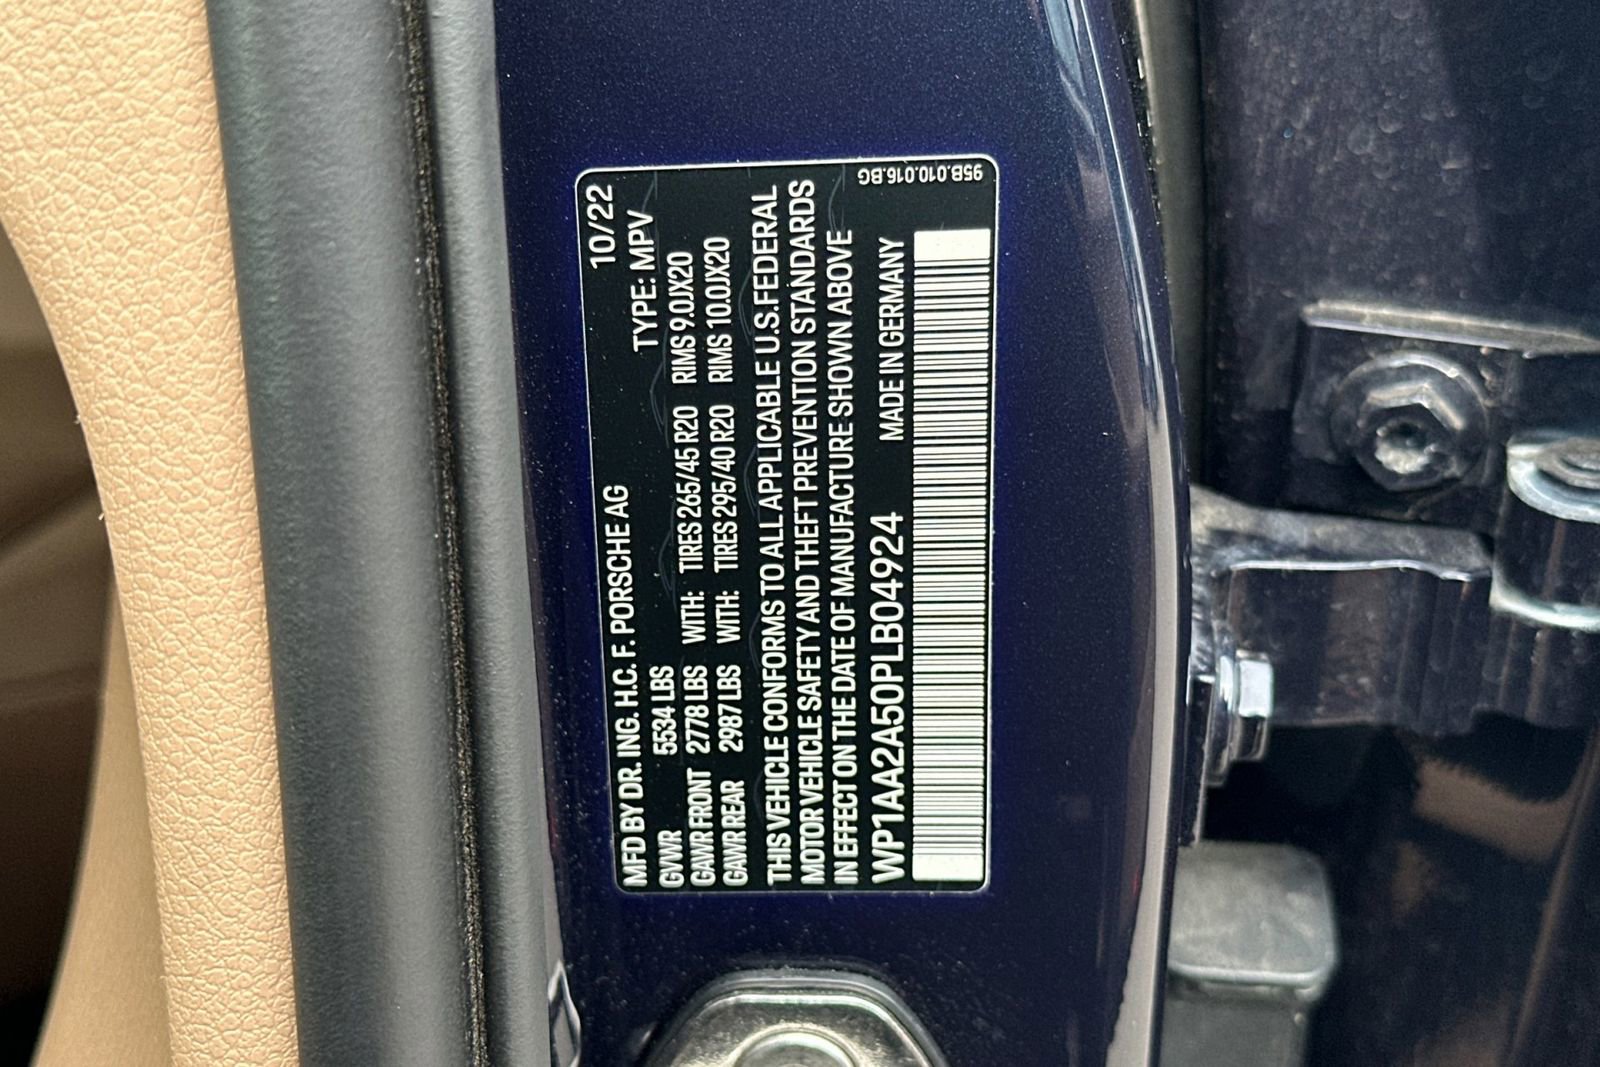 10/22
MFD BY DR. ING. H.C. F. PORSCHE AG TYPE: MPV
GVWR 5534 LBS
GAWR FRONT 2778 LBS WITH: TIRES 265/45 R20 RIMS 9.0JX20
GAWR REAR 2987 LBS WITH: TIRES 295/40 R20 RIMS 10.0JX20
THIS VEHICLE CONFORMS TO ALL APPLICABLE U.S.FEDERAL
MOTOR VEHICLE SAFETY AND THEFT PREVENTION STANDARDS
IN EFFECT ON THE DATE OF MANUFACTURE SHOWN ABOVE
WP1AA2A50PLB04924 MADE IN GERMANY
95B.010.016.BG